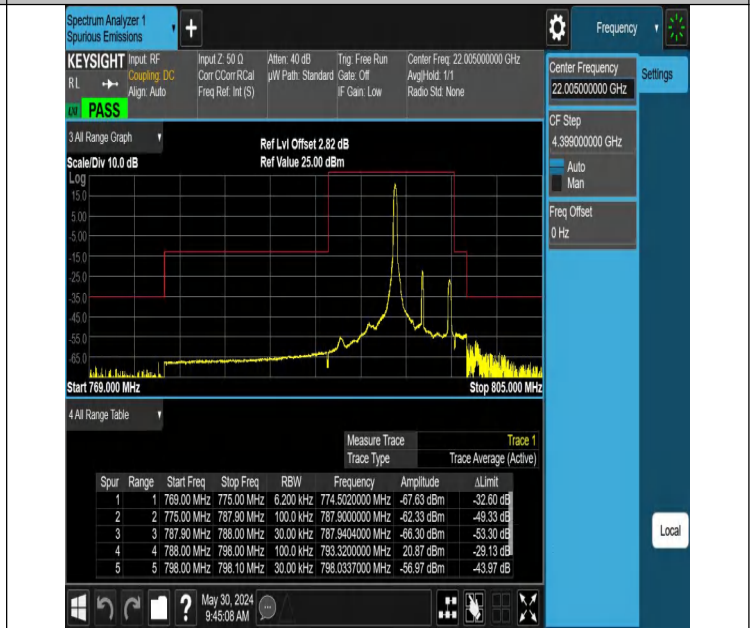 Spectrum Analyzer 1
Spurious Emissions
+
Frequency
KEYSIGHT Input: RF Input Z: 50 Ω Atten: 40 dB Trig: Free Run Center Freq: 22.005000000 GHz
RL Coupling: DC Corr CCorr RCal µW Path: Standard Gate: Off Avg|Hold: 1/1
Align: Auto Freq Ref: Int (S) IF Gain: Low Radio Std: None
PASS
Center Frequency
22.005000000 GHz
Settings
CF Step
4.399000000 GHz
Auto
Man
Freq Offset
0 Hz
3 All Range Graph
Ref Lvl Offset 2.82 dB
Scale/Div 10.0 dB Ref Value 25.00 dBm
Log
15.0
5.00
-5.00
-15.0
-25.0
-35.0
-45.0
-55.0
-65.0
Start 769.000 MHz Stop 805.000 MHz
4 All Range Table
Measure Trace Trace 1
Trace Type Trace Average (Active)
Spur Range Start Freq Stop Freq RBW Frequency Amplitude ΔLimit
1 1 769.00 MHz 775.00 MHz 6.200 kHz 774.5020000 MHz -67.63 dBm -32.60 dB
2 2 775.00 MHz 787.90 MHz 100.0 kHz 787.9000000 MHz -62.33 dBm -49.33 dB
3 3 787.90 MHz 788.00 MHz 30.00 kHz 787.9404000 MHz -66.30 dBm -53.30 dB
4 4 788.00 MHz 798.00 MHz 100.0 kHz 793.3200000 MHz 20.87 dBm -29.13 dB
5 5 798.00 MHz 798.10 MHz 30.00 kHz 798.0337000 MHz -56.97 dBm -43.97 dB
Local
? May 30, 2024
9:45:08 AM